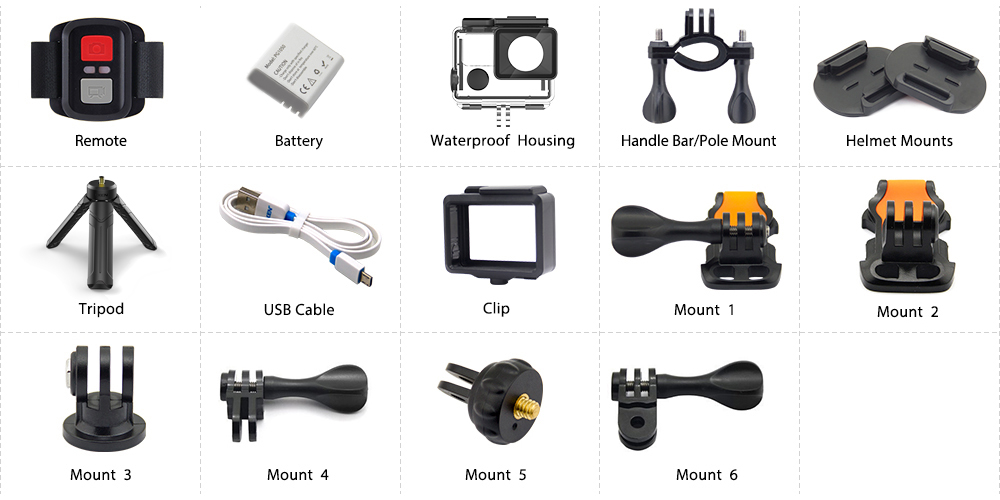 Remote
Battery
Waterproof Housing
Handle Bar/Pole Mount
Helmet Mounts
Tripod
USB Cable
Clip
Mount 1
Mount 2
Mount 3
Mount 4
Mount 5
Mount 6
CAUTION